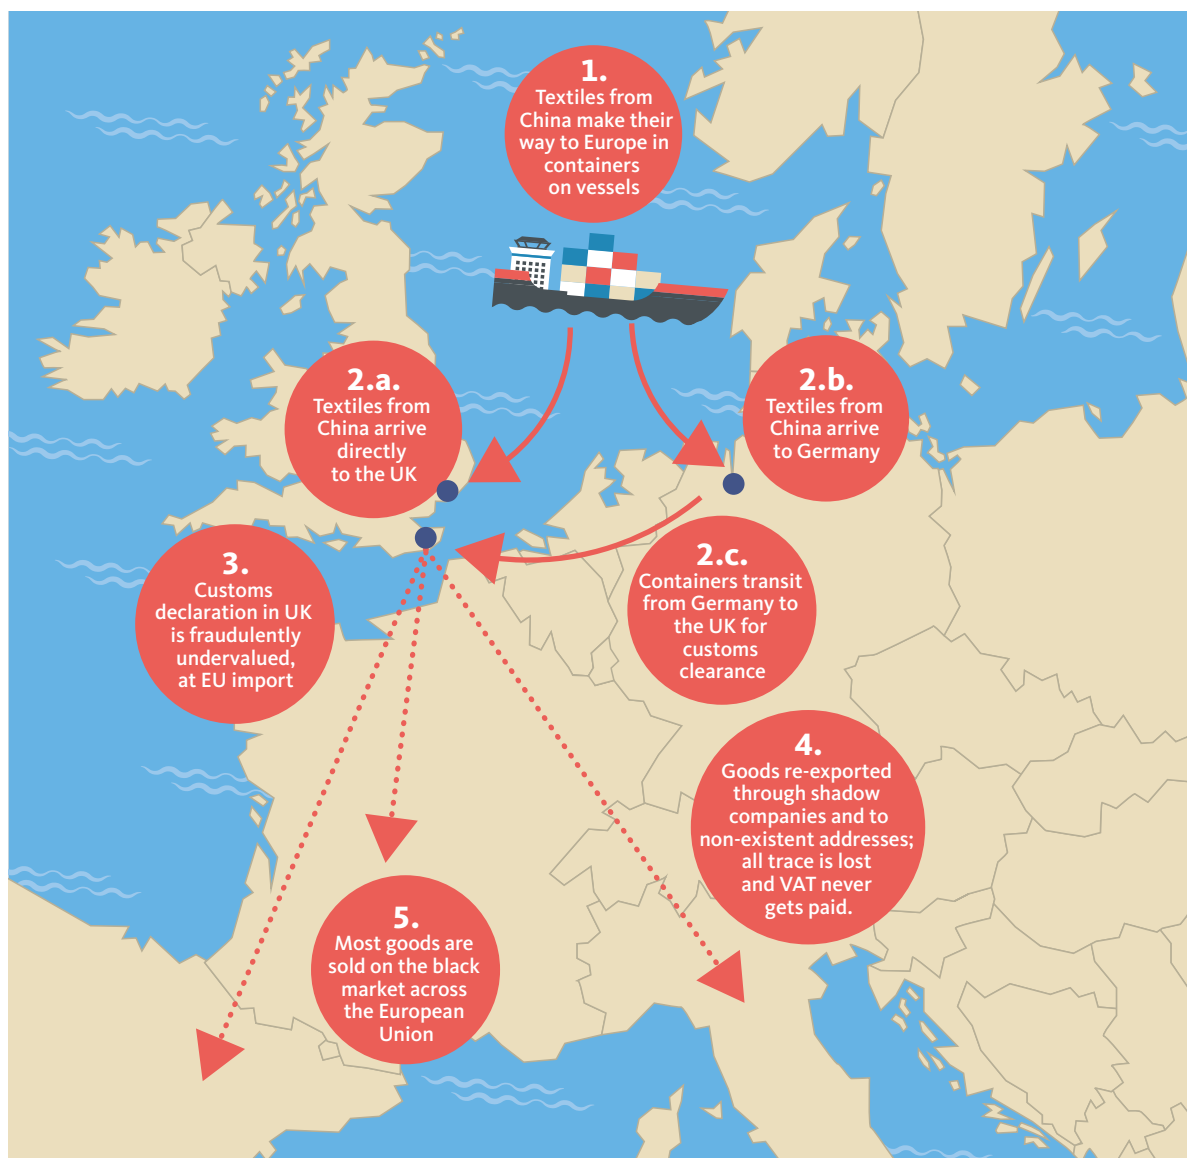 1.
Textiles from
China make their
way to Europe in
containers
on vessels
2.a.
Textiles from
China arrive
directly
to the UK
2.b.
Textiles from
China arrive
to Germany
2.c.
Containers transit
from Germany to
the UK for
customs
clearance
3.
Customs
declaration in UK
is fraudulently
undervalued,
at EU import
4.
Goods re-exported
through shadow
companies and to
non-existent addresses;
all trace is lost
and VAT never
gets paid.
5.
Most goods are
sold on the black
market across
the European
Union